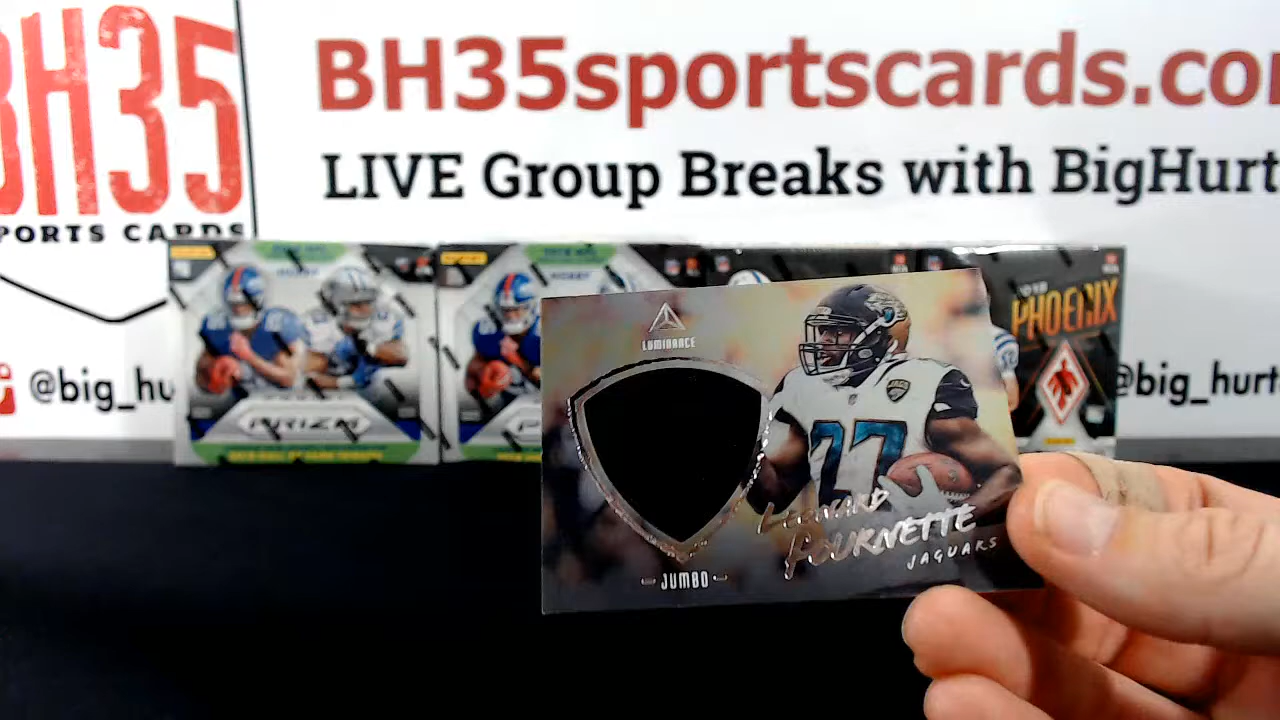 BH35
PORTS CARDS
BH35sportscards.co
LIVE Group Breaks with BigHurt
@big_hu
@big_hurt
PRIZM
PHOENIX
LUMINANCE
27
LEONARD
FOURNETTE
JAGUARS
JUMBO